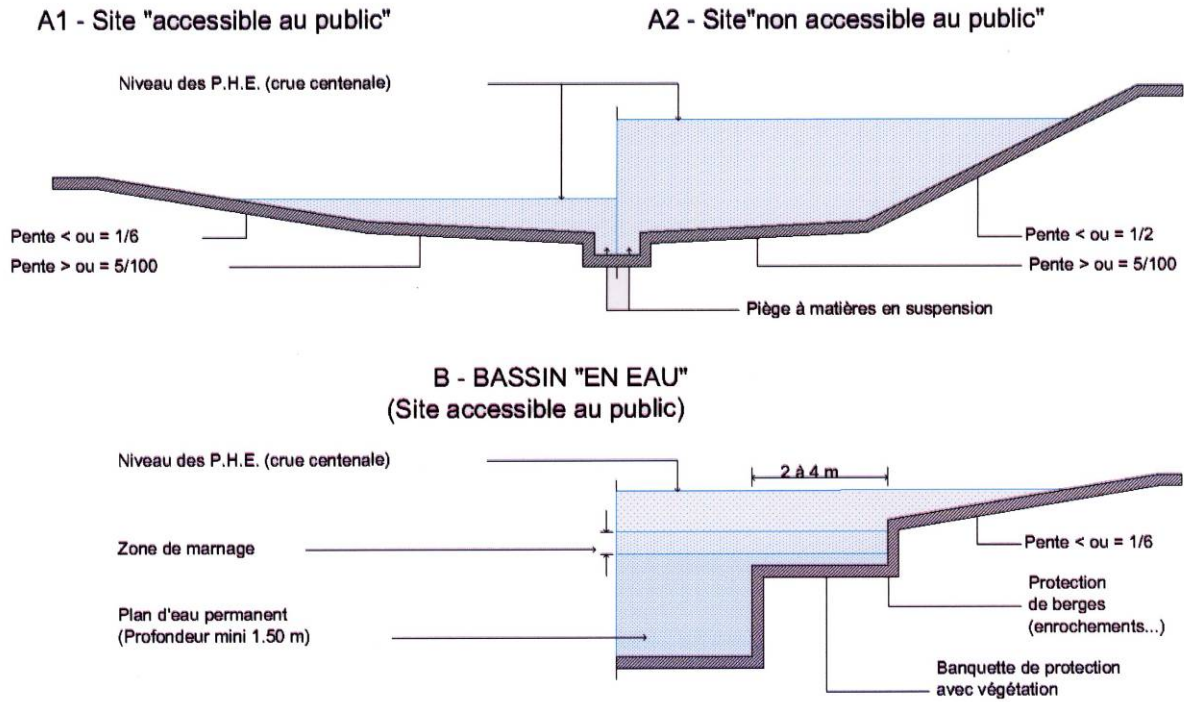 A1 - Site "accessible au public"
A2 - Site"non accessible au public"
Niveau des P.H.E. (crue centenale)
Pente < ou = 1/6
Pente > ou = 5/100
Pente < ou = 1/2
Pente > ou = 5/100
Piège à matières en suspension
B - BASSIN "EN EAU"
(Site accessible au public)
Niveau des P.H.E. (crue centenale)
2 à 4 m
Zone de marnage
Pente < ou = 1/6
Plan d'eau permanent
(Profondeur mini 1.50 m)
Protection
de berges
(enrochements...)
Banquette de protection
avec végétation